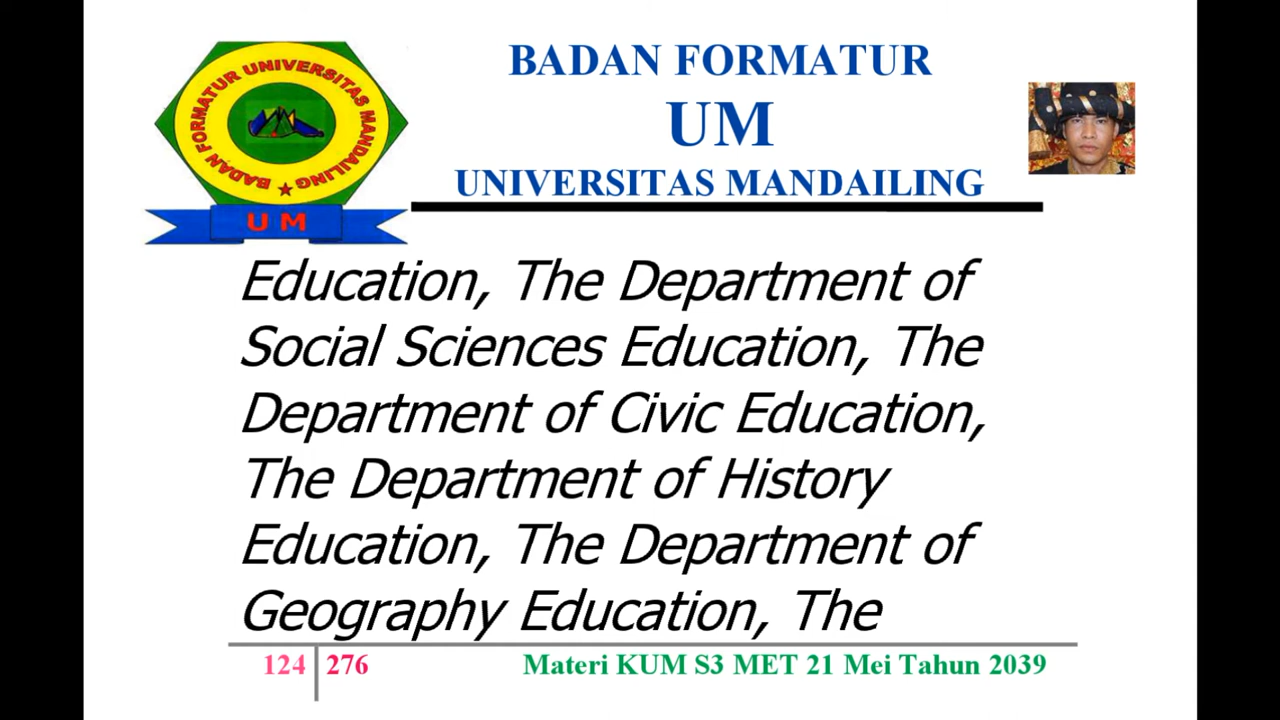 BADAN FORMATUR UNIVERSITAS MANDAILING
U M
BADAN FORMATUR
UM
UNIVERSITAS MANDAILING
Education, The Department of
Social Sciences Education, The
Department of Civic Education,
The Department of History
Education, The Department of
Geography Education, The
124 276 Materi KUM S3 MET 21 Mei Tahun 2039